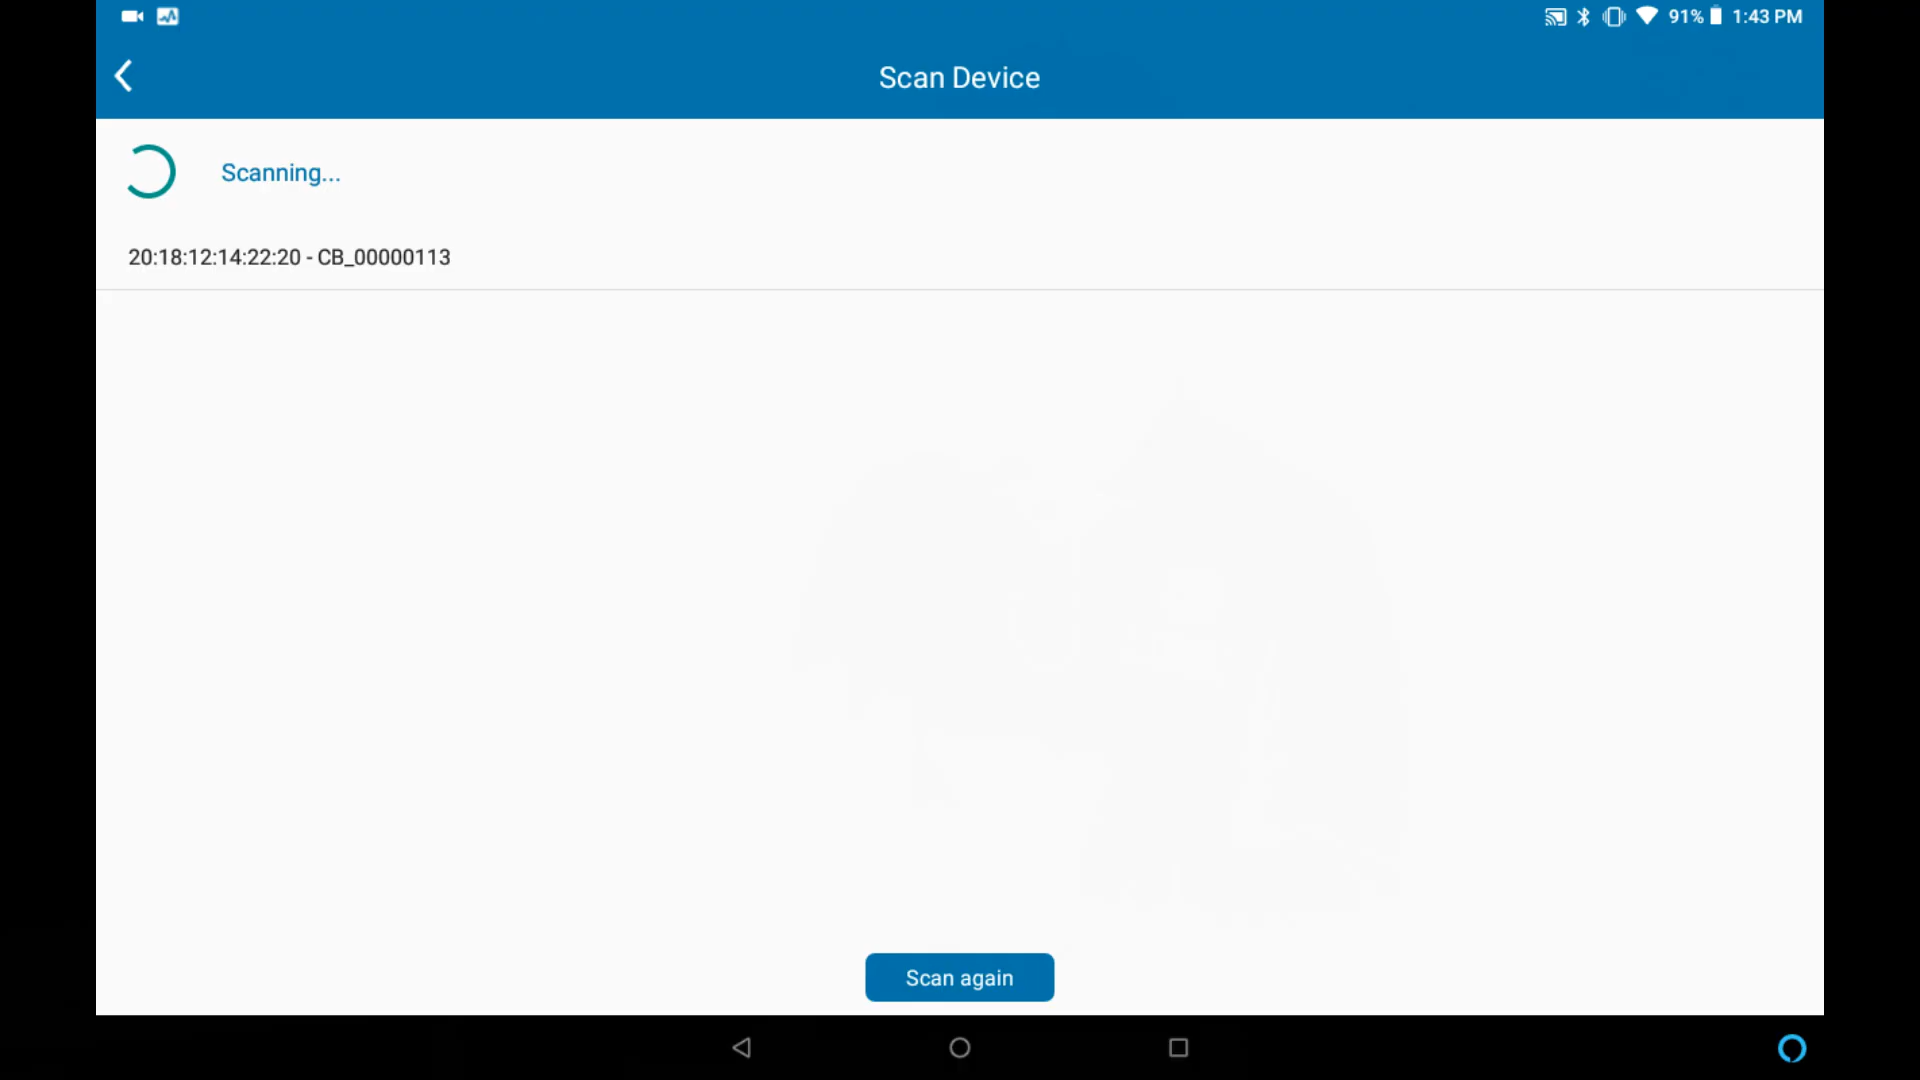 91% 1:43 PM
Scan Device
Scanning...
20:18:12:14:22:20 - CB_00000113
Scan again